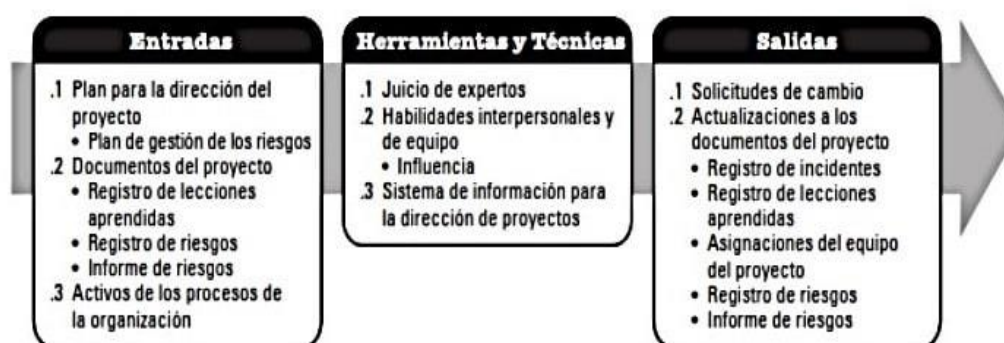 Entradas
.1 Plan para la dirección del
proyecto
• Plan de gestión de los riesgos
.2 Documentos del proyecto
• Registro de lecciones
aprendidas
• Registro de riesgos
• Informe de riesgos
.3 Activos de los procesos de
la organización
Herramientas y Técnicas
.1 Juicio de expertos
.2 Habilidades interpersonales y
de equipo
• Influencia
.3 Sistema de información para
la dirección de proyectos
Salidas
.1 Solicitudes de cambio
.2 Actualizaciones a los
documentos del proyecto
• Registro de incidentes
• Registro de lecciones
aprendidas
• Asignaciones del equipo
del proyecto
• Registro de riesgos
• Informe de riesgos